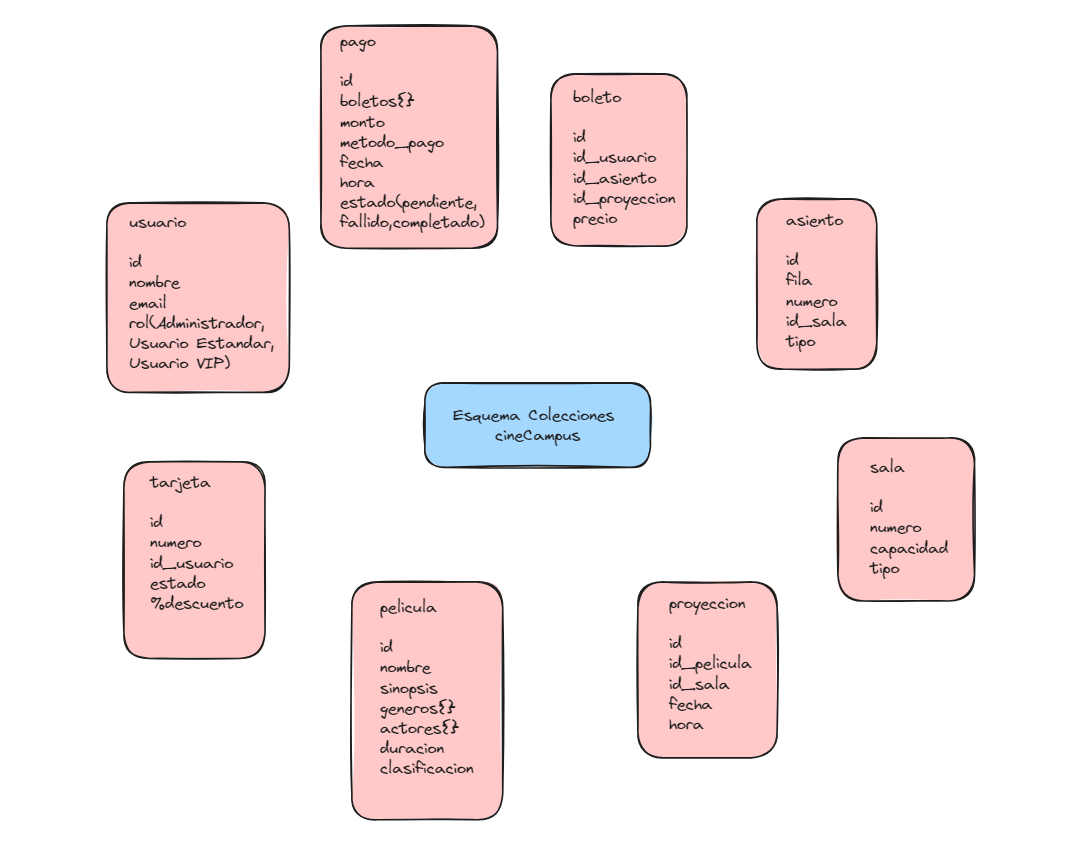 pago
id
boletos{}
monto
metodo_pago
fecha
hora
estado(pendiente,
fallido,completado)
boleto
id
id_usuario
id_asiento
id_proyeccion
precio
usuario
id
nombre
email
rol(Administrador,
Usuario Estandar,
Usuario VIP)
asiento
id
fila
numero
id_sala
tipo
Esquema Colecciones
cineCampus
tarjeta
id
numero
id_usuario
estado
%descuento
sala
id
numero
capacidad
tipo
pelicula
id
nombre
sinopsis
generos{}
actores{}
duracion
clasificacion
proyeccion
id
id_pelicula
id_sala
fecha
hora